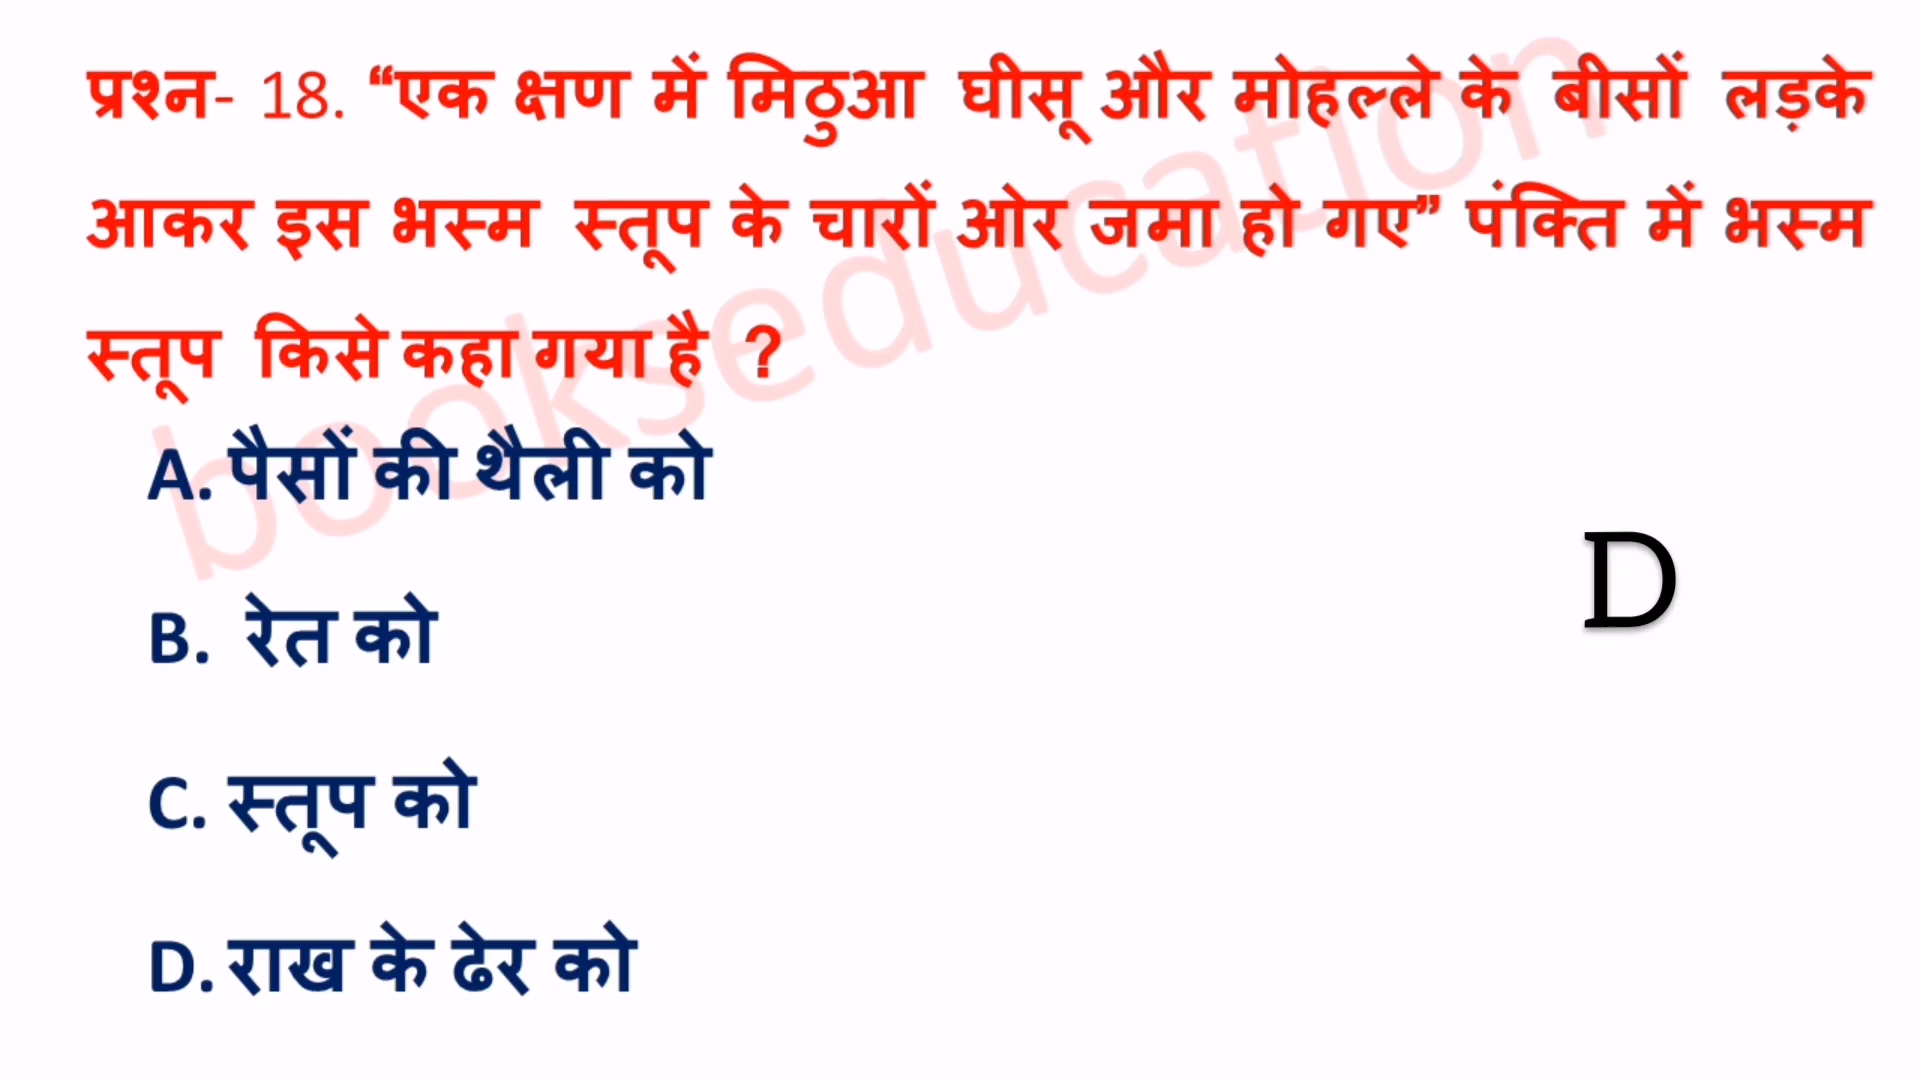 प्रश्न- 18. “एक क्षण में मिठुआ घीसू और मोहल्ले के बीसों लड़के
आकर इस भस्म स्तूप के चारों ओर जमा हो गए” पंक्ति में भस्म
स्तूप किसे कहा गया है ?
A. पैसों की थैली को
B. रेत को
C. स्तूप को
D. राख के ढेर को
D
bookseducation